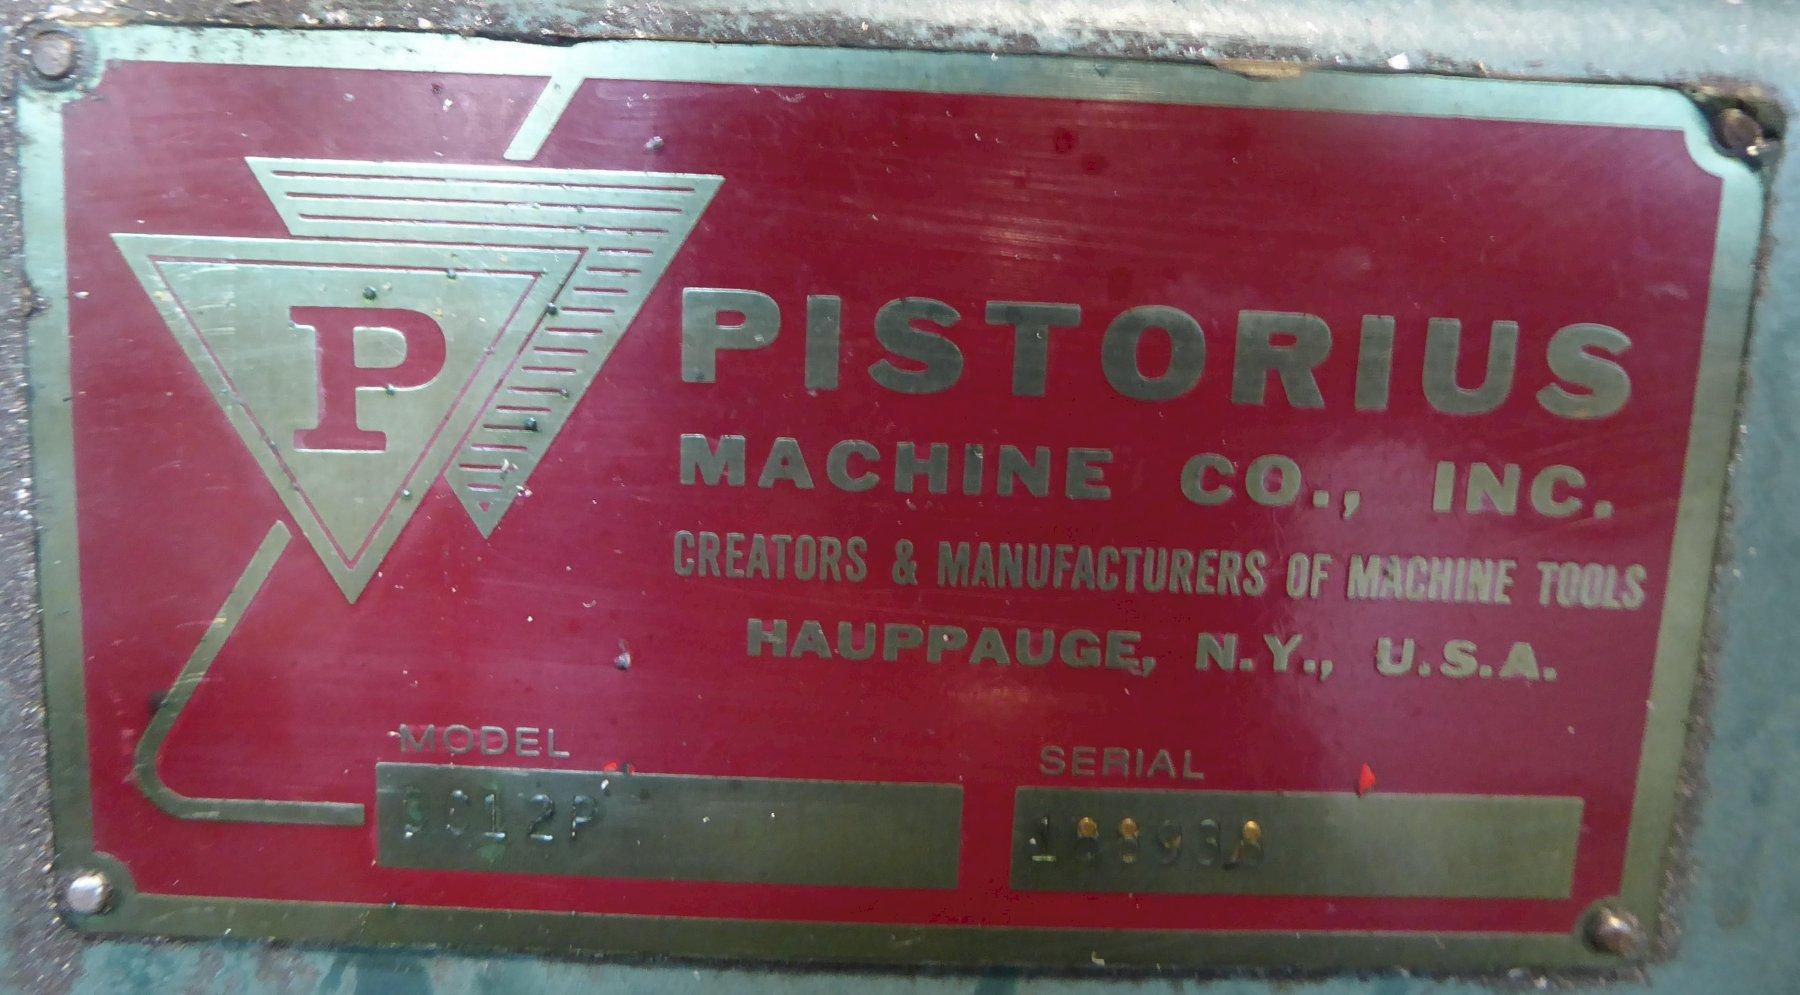 P
PISTORIUS
MACHINE CO., INC.
CREATORS & MANUFACTURERS OF MACHINE TOOLS
HAUPPAUGE, N.Y., U.S.A.
MODEL
SERIAL